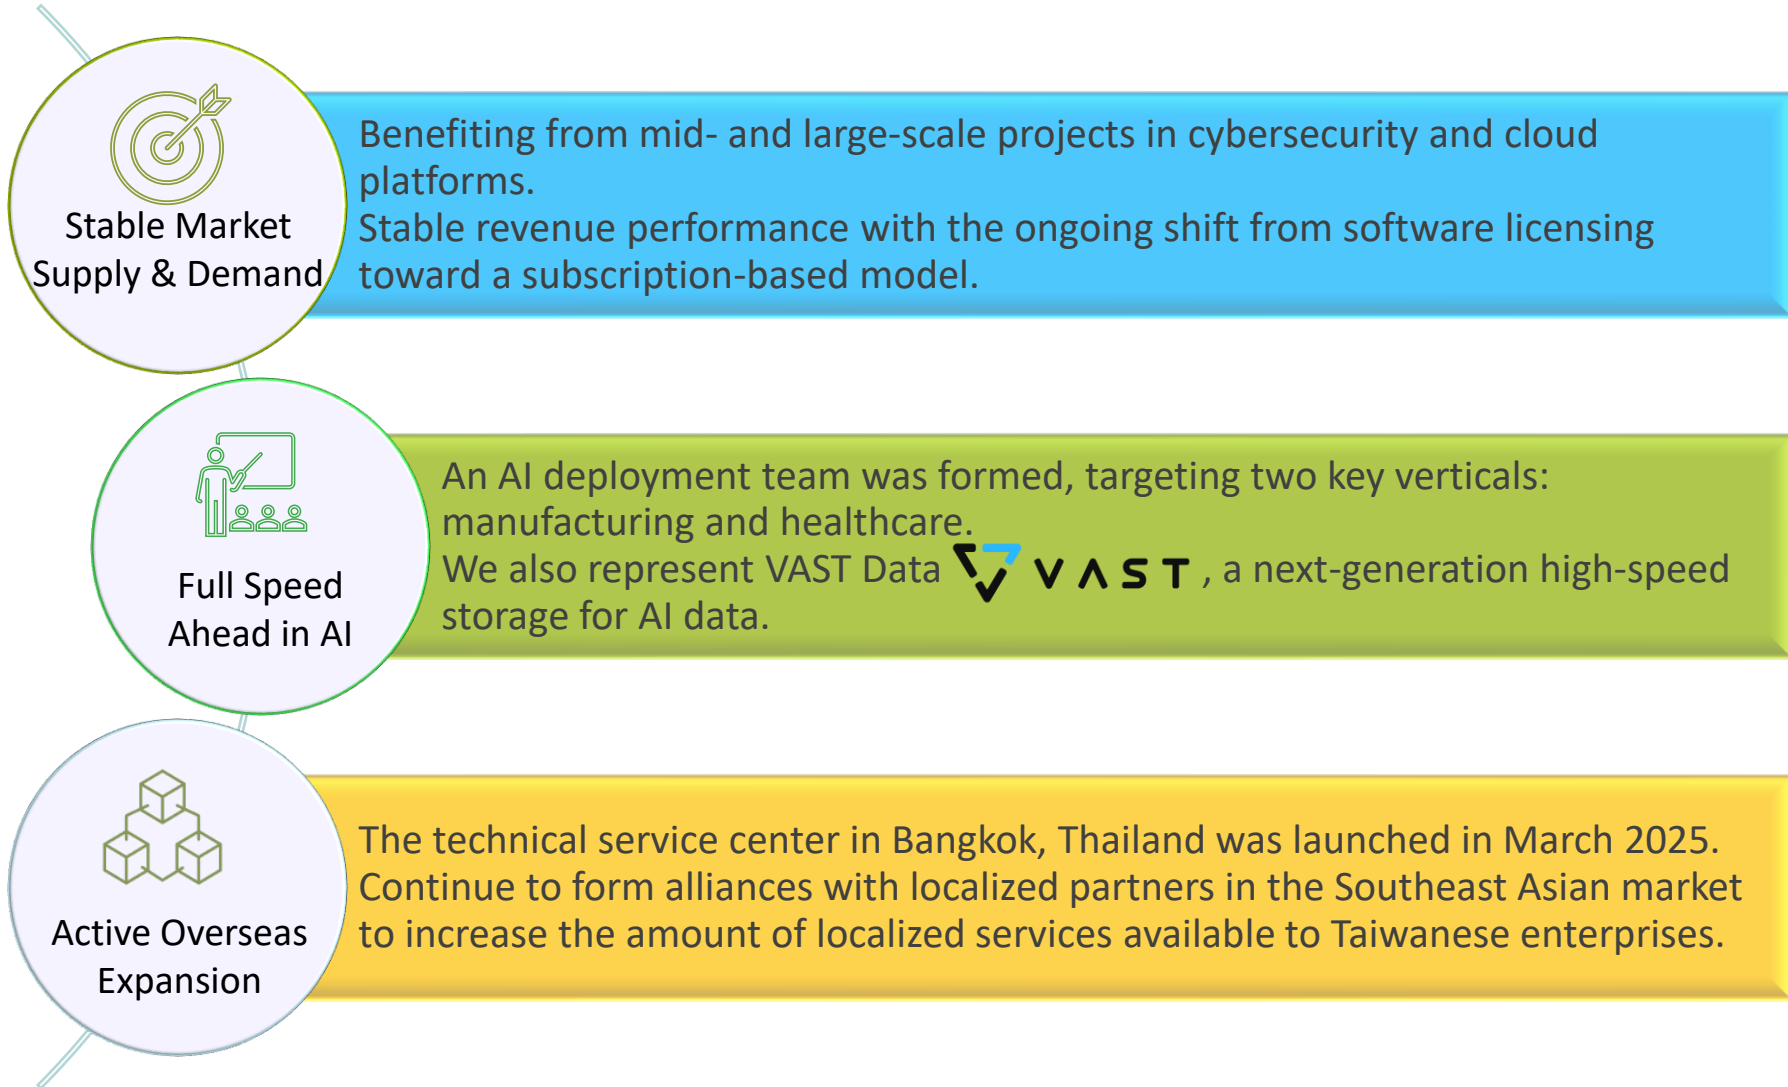 Stable Market
Supply & Demand
Benefiting from mid- and large-scale projects in cybersecurity and cloud
platforms.
Stable revenue performance with the ongoing shift from software licensing
toward a subscription-based model.
Full Speed
Ahead in AI
An AI deployment team was formed, targeting two key verticals:
manufacturing and healthcare.
We also represent VAST Data VAST , a next-generation high-speed
storage for AI data.
Active Overseas
Expansion
The technical service center in Bangkok, Thailand was launched in March 2025.
Continue to form alliances with localized partners in the Southeast Asian market
to increase the amount of localized services available to Taiwanese enterprises.